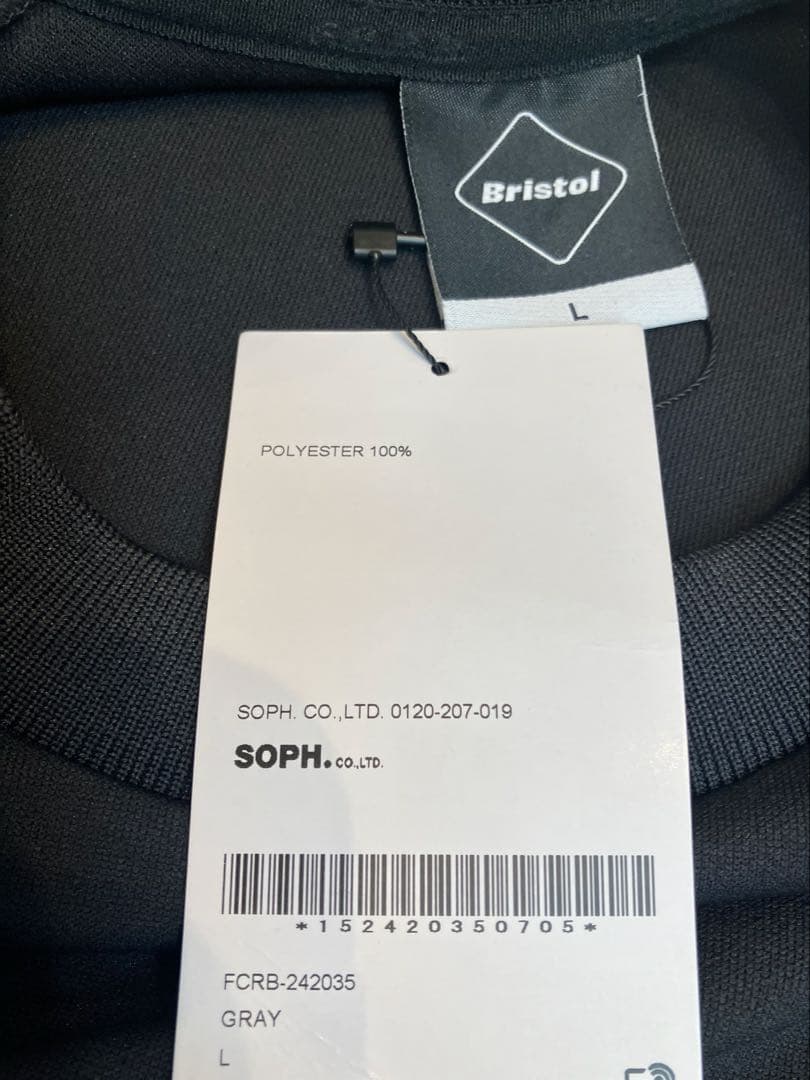 Bristol
L
POLYESTER 100%
SOPH. CO.,LTD. 0120-207-019
SOPH. CO.,LTD.
*152420350705*
FCRB-242035
GRAY
L